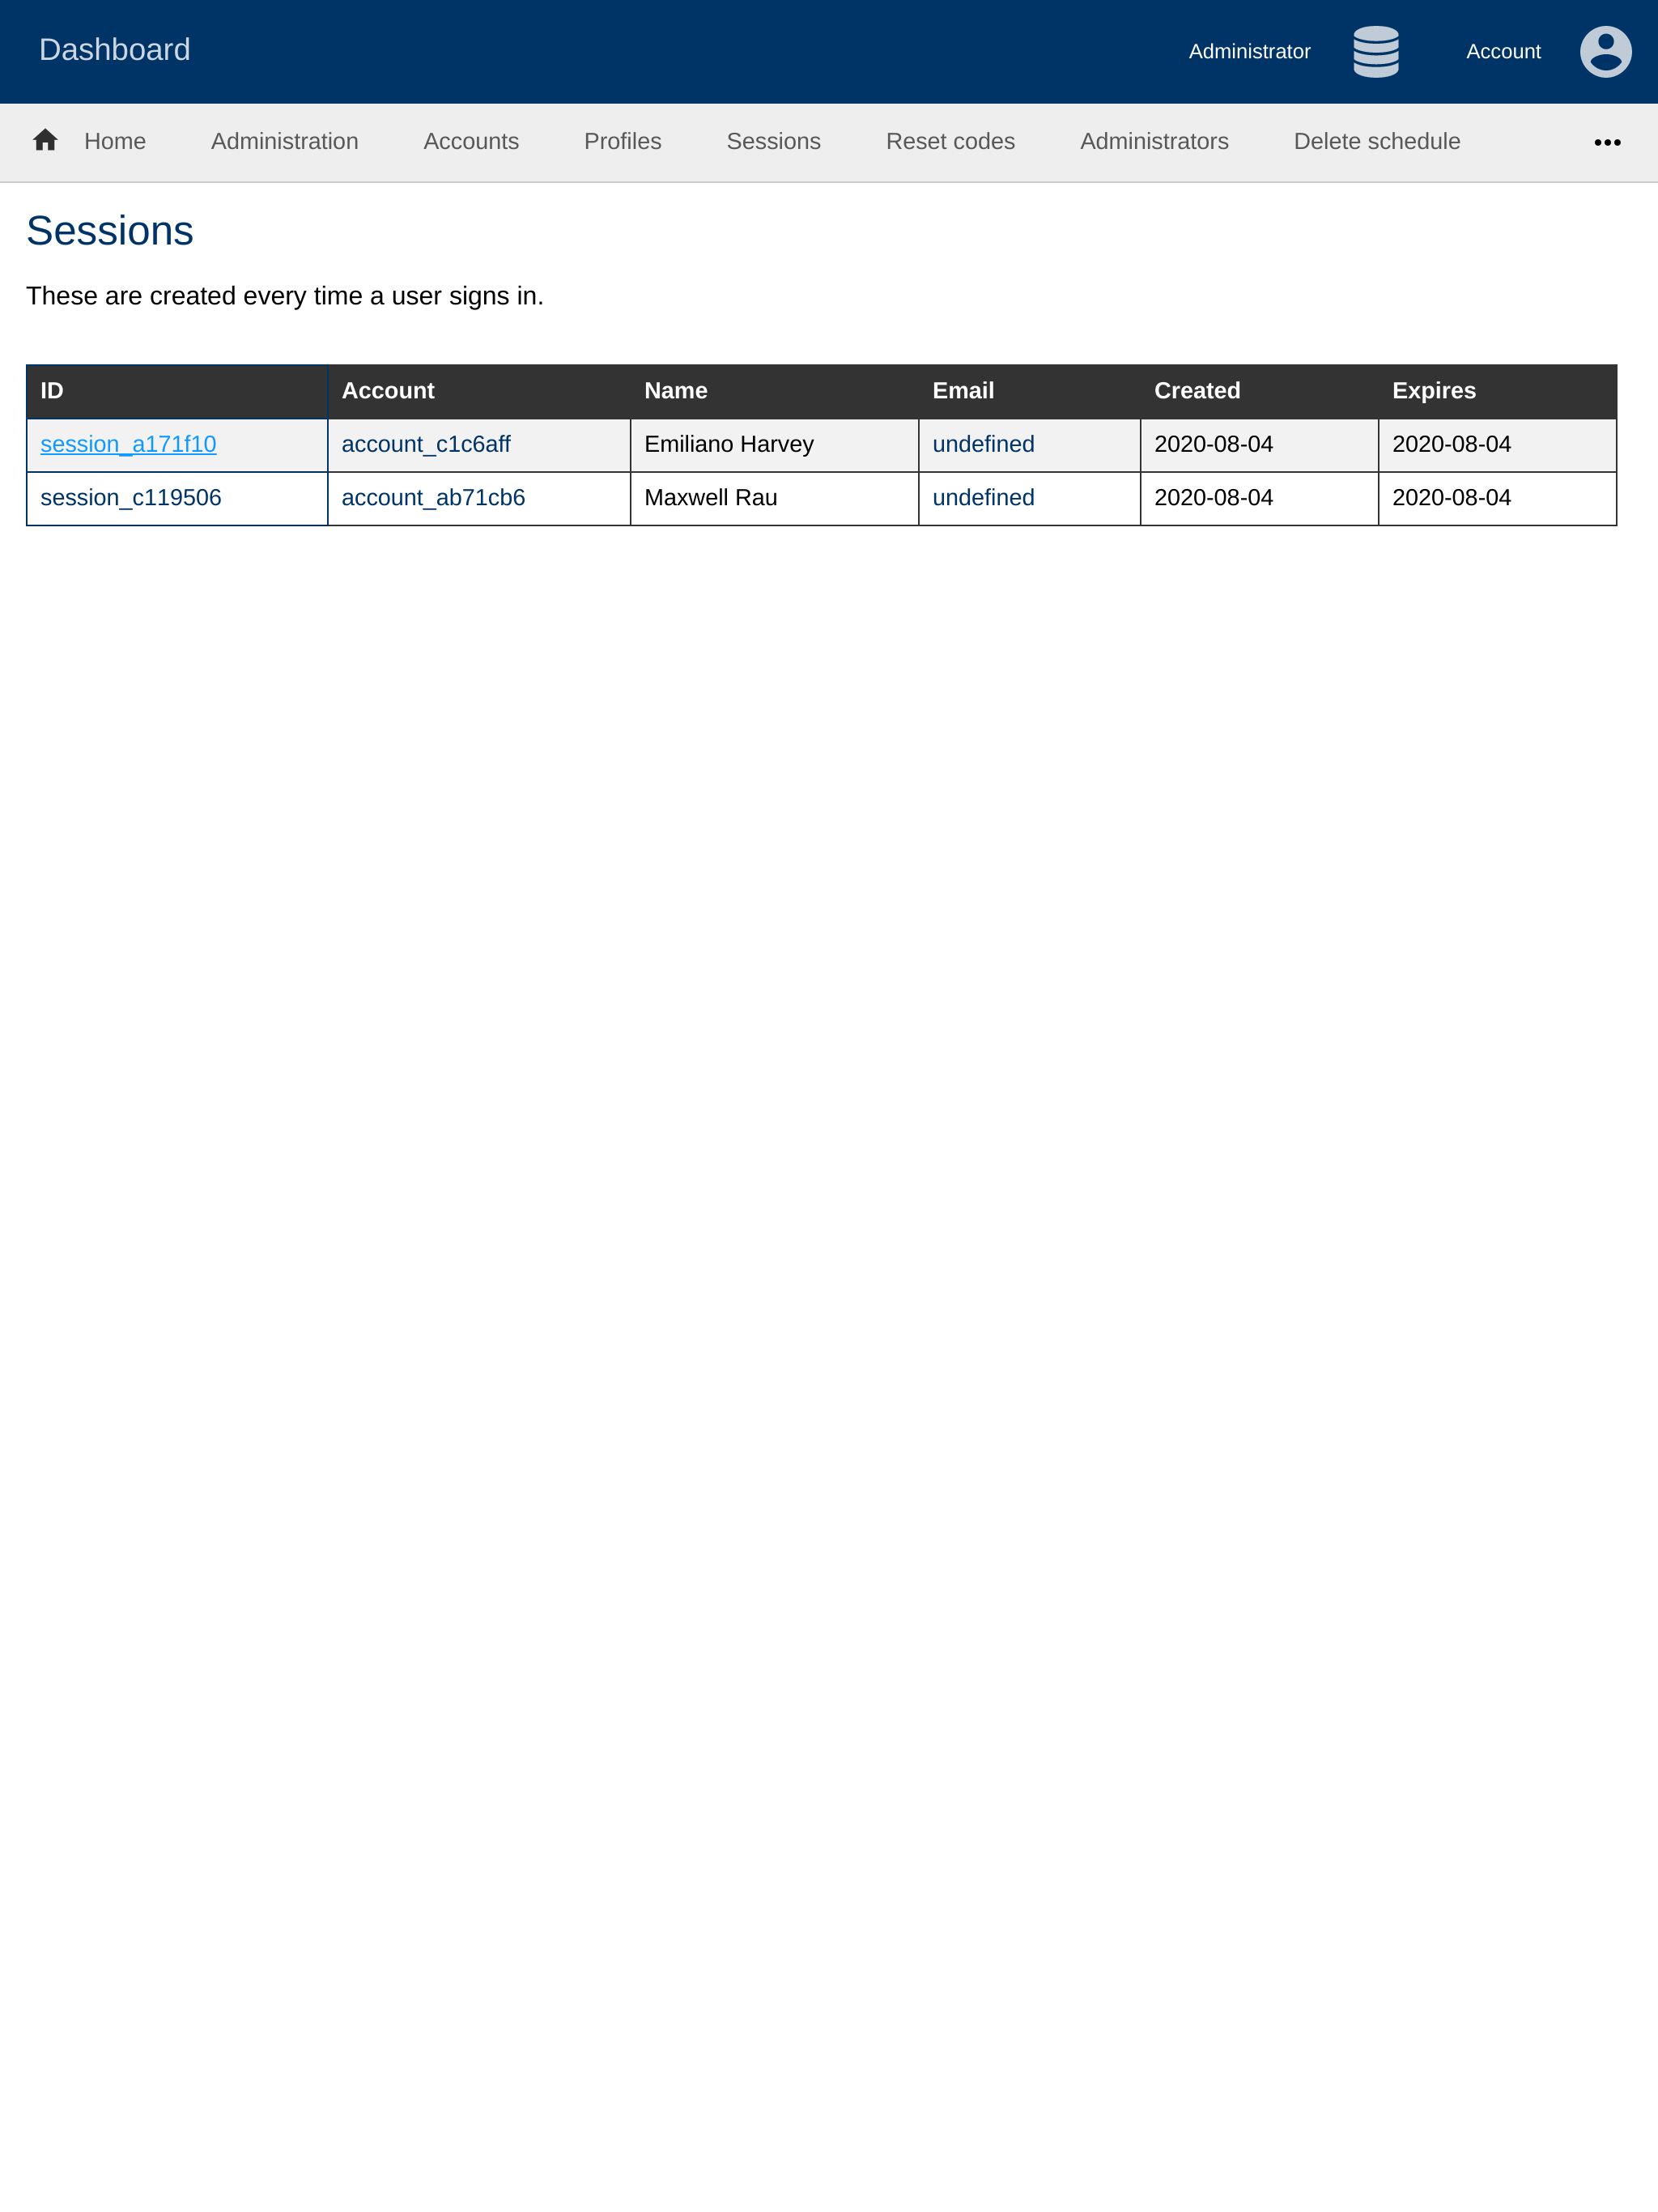 Dashboard Administrator Account
Home Administration Accounts Profiles Sessions Reset codes Administrators Delete schedule
Sessions
These are created every time a user signs in.
ID Account Name Email Created Expires
session_a171f10 account_c1c6aff Emiliano Harvey undefined 2020-08-04 2020-08-04
session_c119506 account_ab71cb6 Maxwell Rau undefined 2020-08-04 2020-08-04